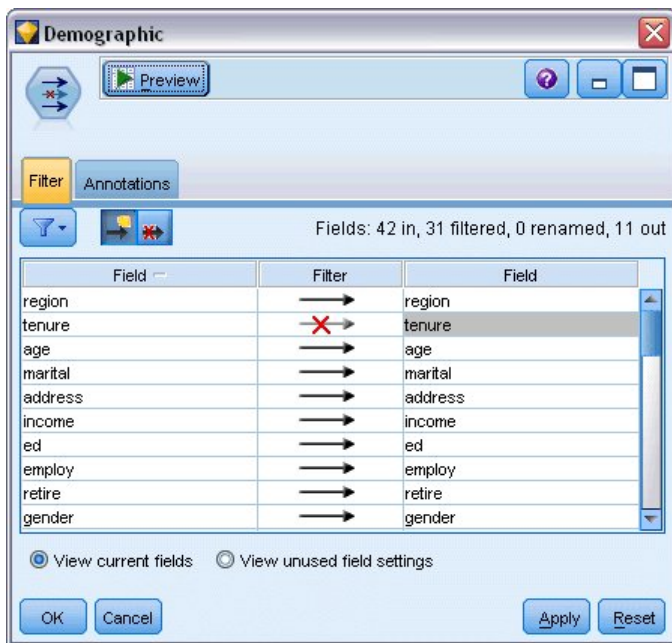 Demographic
Preview
Filter Annotations
Fields: 42 in, 31 filtered, 0 renamed, 11 out
Field Filter Field
region region
tenure tenure
age age
marital marital
address address
income income
ed ed
employ employ
retire retire
gender gender
View current fields View unused field settings
OK Cancel Apply Reset